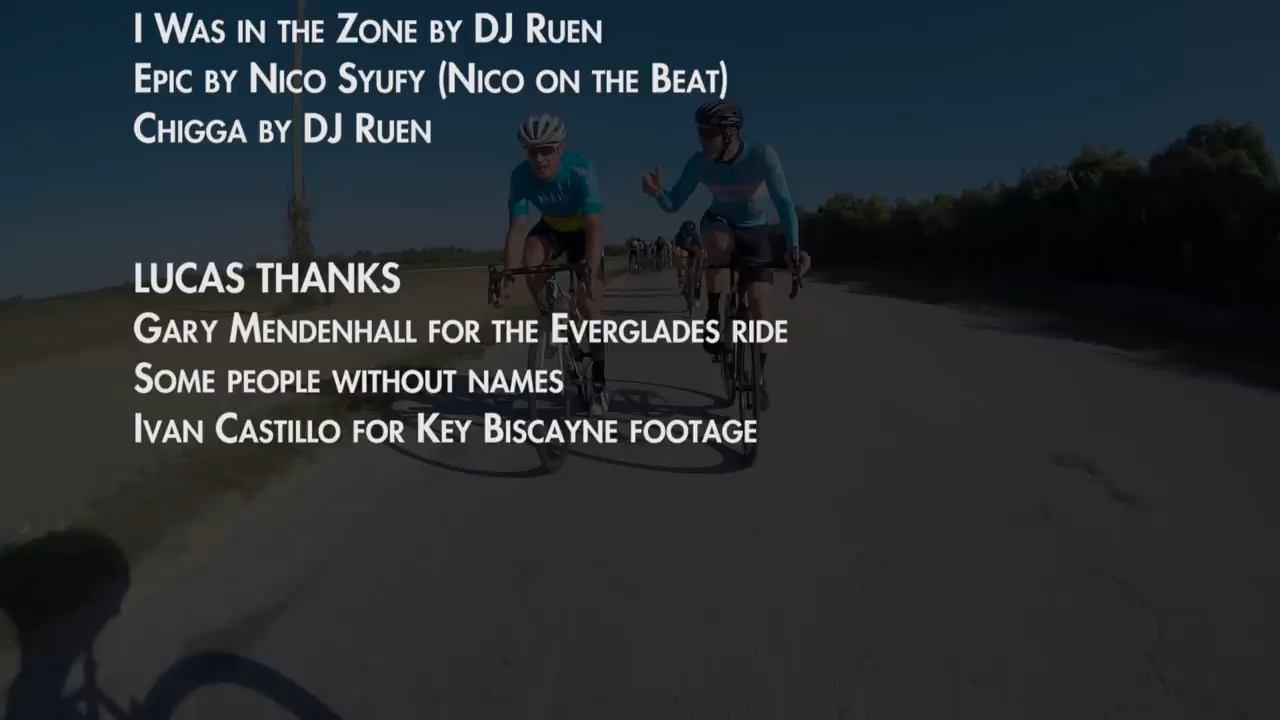 I Was in the Zone by DJ Ruen
Epic by Nico Syufy (Nico on the Beat)
Chigga by DJ Ruen
LUCAS THANKS
Gary Mendenhall for the Everglades ride
Some people without names
Ivan Castillo for Key Biscayne footage